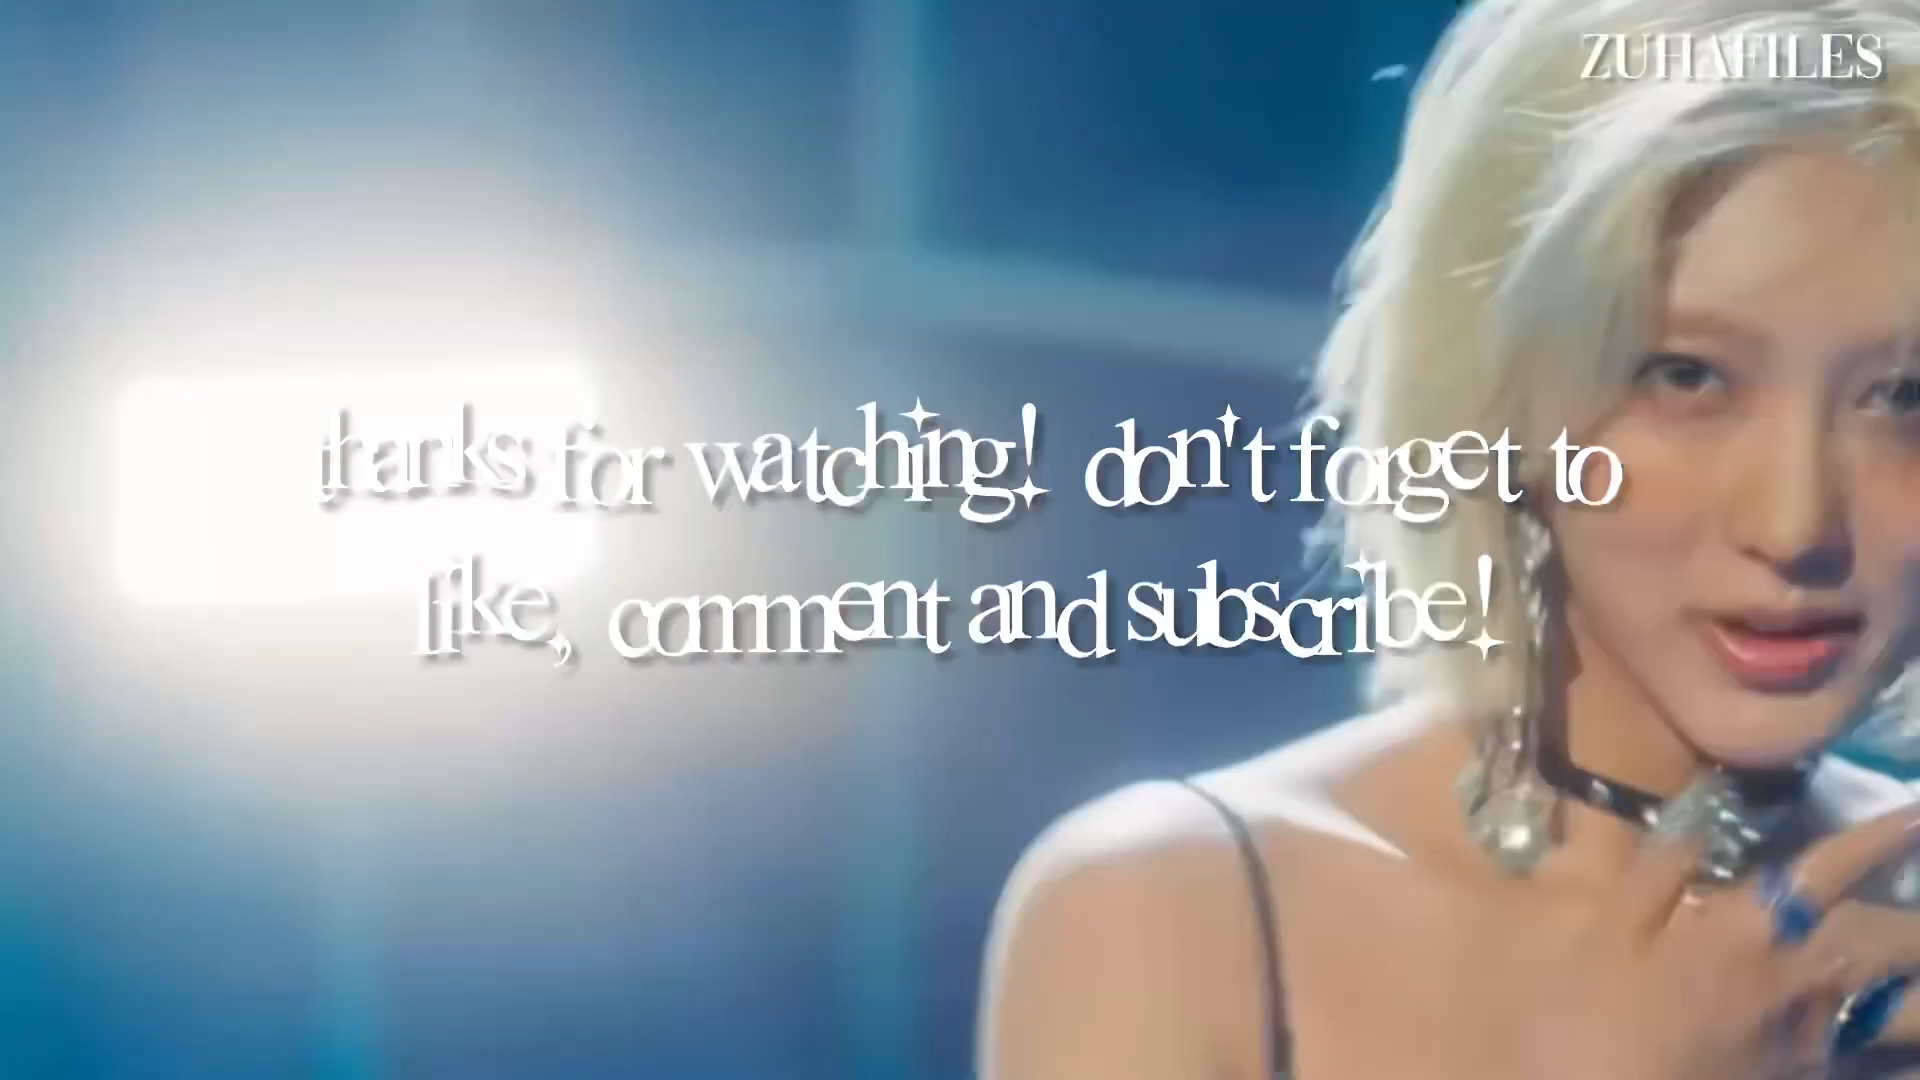 ZUHAFILES
thanks for watching! don't forget to
like, comment and subscribe!